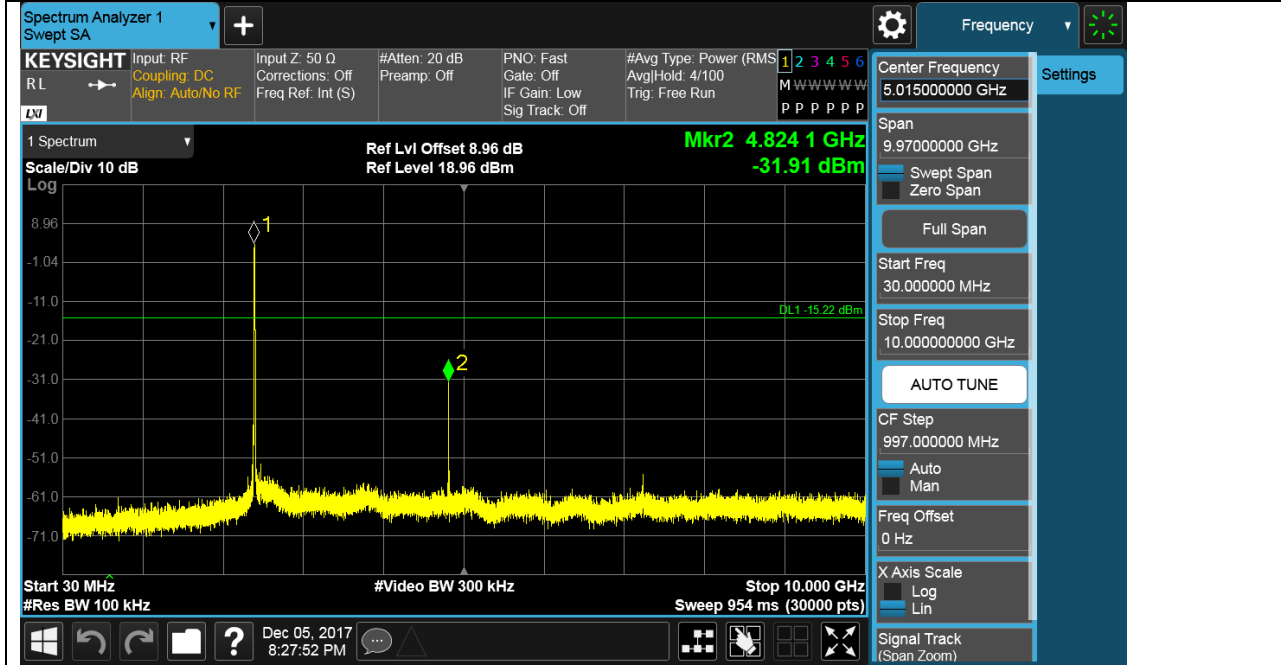 Spectrum Analyzer 1
Swept SA
+
Frequency
KEYSIGHT
R L
LXI
Input: RF
Coupling: DC
Align: Auto/No RF
Input Z: 50 Ω
Corrections: Off
Freq Ref: Int (S)
#Atten: 20 dB
Preamp: Off
PNO: Fast
Gate: Off
IF Gain: Low
Sig Track: Off
#Avg Type: Power (RMS
Avg|Hold: 4/100
Trig: Free Run
1 2 3 4 5 6
M W W W W W
P P P P P P
1 Spectrum
Scale/Div 10 dB
Log
Ref Lvl Offset 8.96 dB
Ref Level 18.96 dBm
Mkr2 4.824 1 GHz
-31.91 dBm
8.96
-1.04
-11.0
-21.0
-31.0
-41.0
-51.0
-61.0
-71.0
1
2
DL1 -15.22 dBm
Start 30 MHz
#Res BW 100 kHz
#Video BW 300 kHz
Stop 10.000 GHz
Sweep 954 ms (30000 pts)
?
Dec 05, 2017
8:27:52 PM
Center Frequency
5.015000000 GHz
Span
9.97000000 GHz
Swept Span
Zero Span
Full Span
Start Freq
30.000000 MHz
Stop Freq
10.000000000 GHz
AUTO TUNE
CF Step
997.000000 MHz
Auto
Man
Freq Offset
0 Hz
X Axis Scale
Log
Lin
Signal Track
(Span Zoom)
Settings